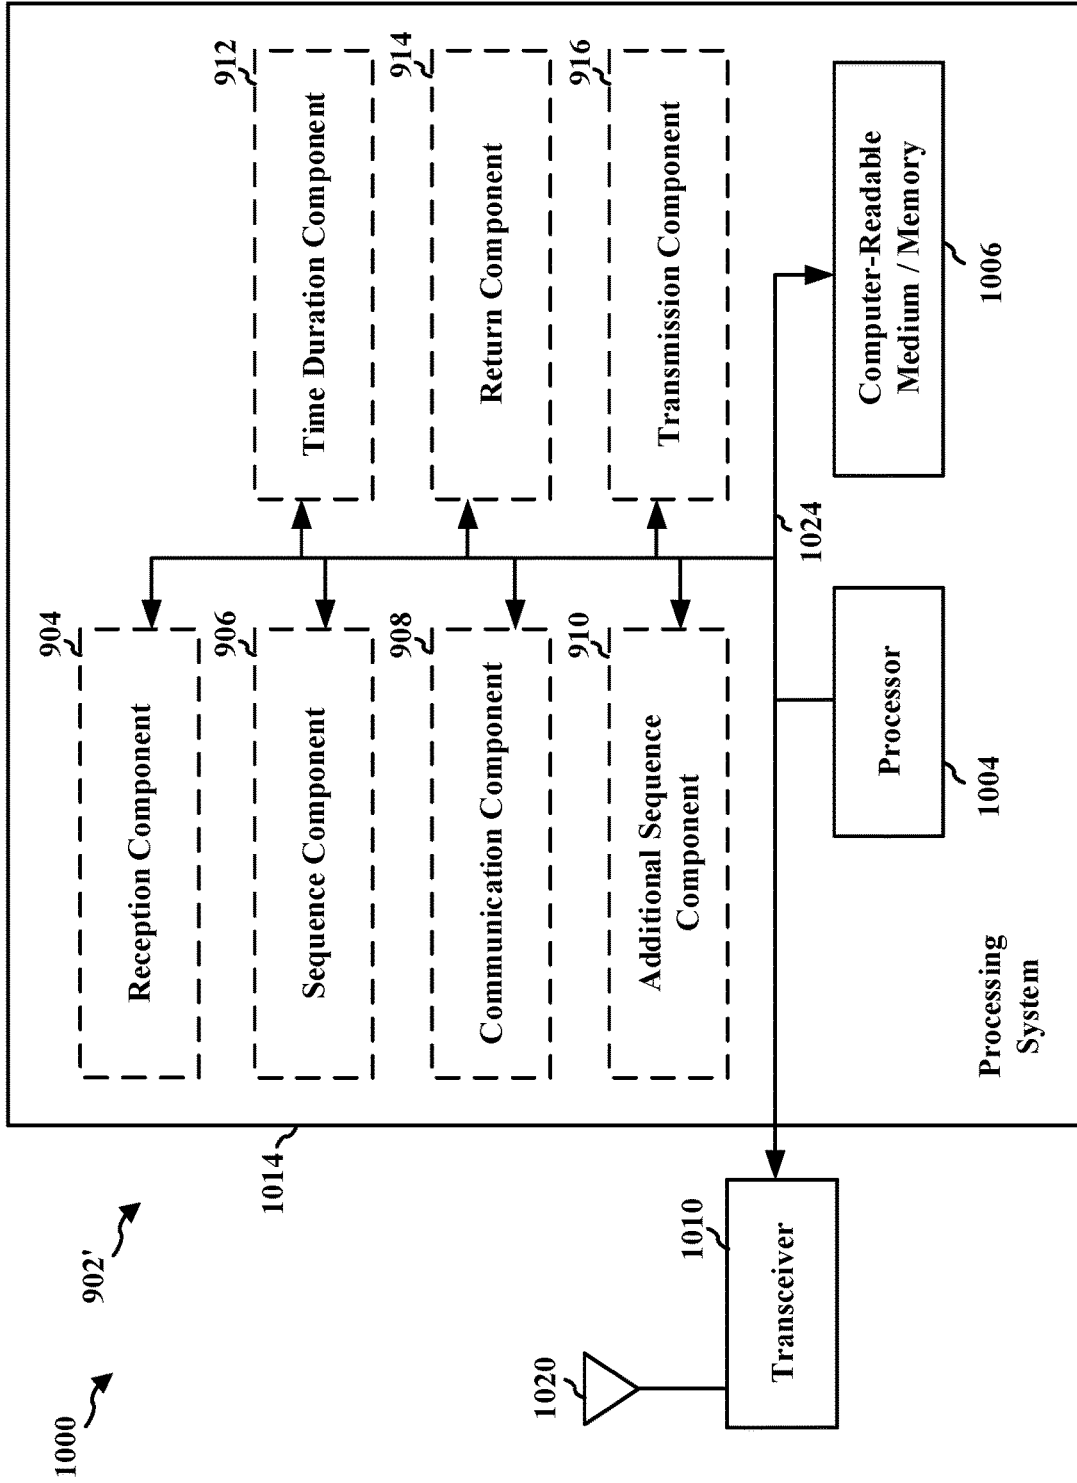 1000
902'
1014
904
Reception Component
912
Time Duration Component
906
Sequence Component
914
Return Component
908
Communication Component
916
Transmission Component
910
Additional Sequence
Component
1024
1020
1010
Transceiver
Processor
1004
Computer-Readable
Medium / Memory
1006
Processing
System